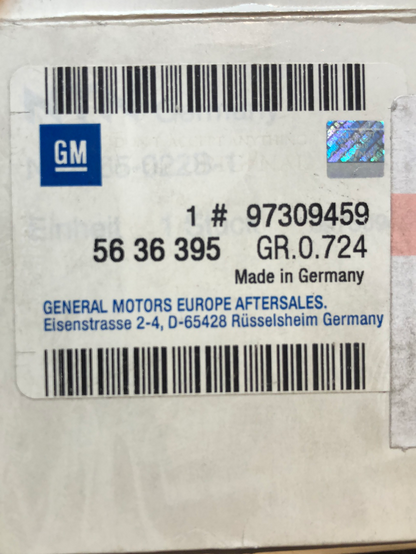 GM
1 # 97309459
56 36 395 GR.0.724
Made in Germany
GENERAL MOTORS EUROPE AFTERSALES.
Eisenstrasse 2-4, D-65428 Rüsselsheim Germany